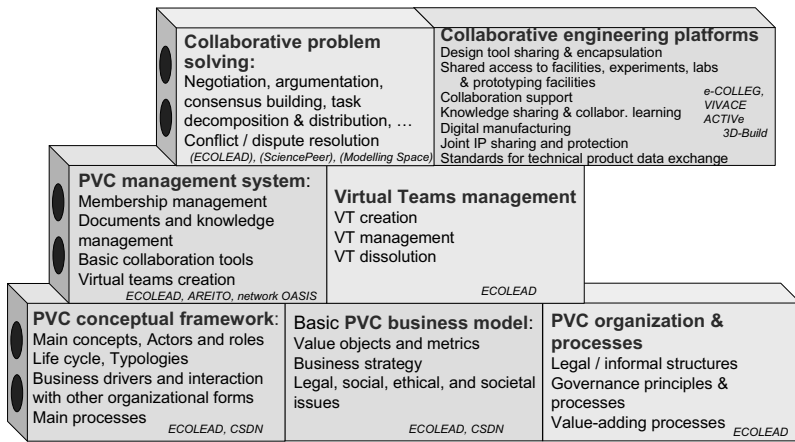 Collaborative problem
solving:
Negotiation, argumentation,
consensus building, task
decomposition & distribution, …
Conflict / dispute resolution
(ECOLEAD), (SciencePeer), (Modelling Space)
Collaborative engineering platforms
Design tool sharing & encapsulation
Shared access to facilities, experiments, labs
& prototyping facilities
Collaboration support
Knowledge sharing & collabor. learning
Digital manufacturing
Joint IP sharing and protection
Standards for technical product data exchange
e-COLLEG,
VIVACE
ACTIVe
3D-Build
PVC management system:
Membership management
Documents and knowledge
management
Basic collaboration tools
Virtual teams creation
ECOLEAD, AREITO, network OASIS
Virtual Teams management
VT creation
VT management
VT dissolution
ECOLEAD
PVC conceptual framework:
Main concepts, Actors and roles
Life cycle, Typologies
Business drivers and interaction
with other organizational forms
Main processes
ECOLEAD, CSDN
Basic PVC business model:
Value objects and metrics
Business strategy
Legal, social, ethical, and societal
issues
ECOLEAD, CSDN
PVC organization &
processes
Legal / informal structures
Governance principles &
processes
Value-adding processes
ECOLEAD